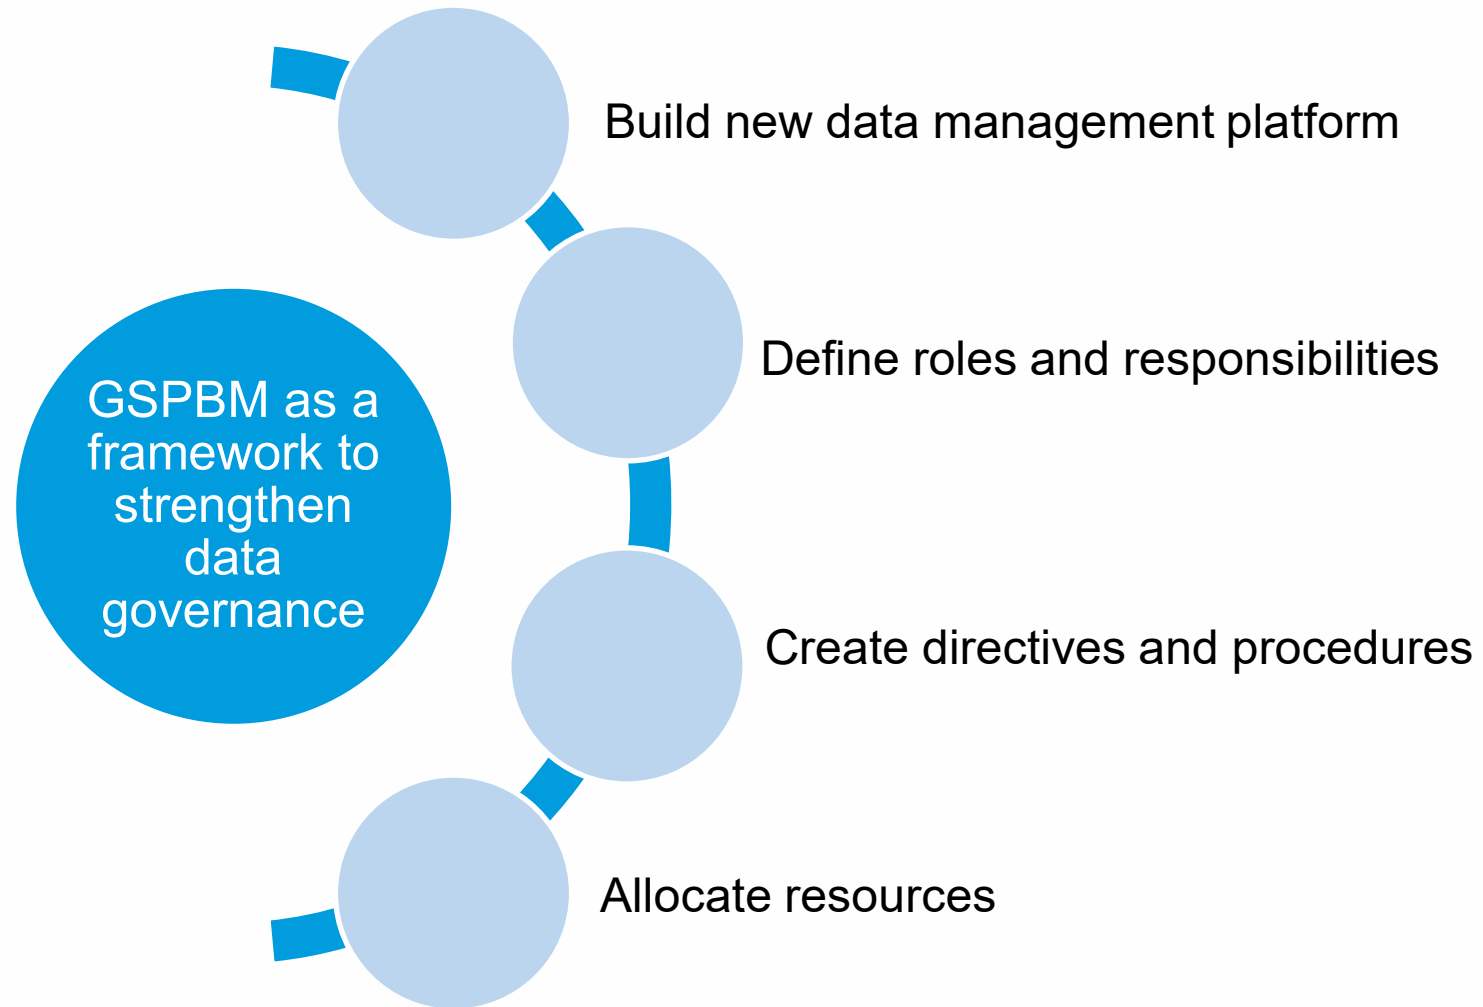 Build new data management platform
Define roles and responsibilities
GSPBM as a
framework to
strengthen
data
governance
Create directives and procedures
Allocate resources